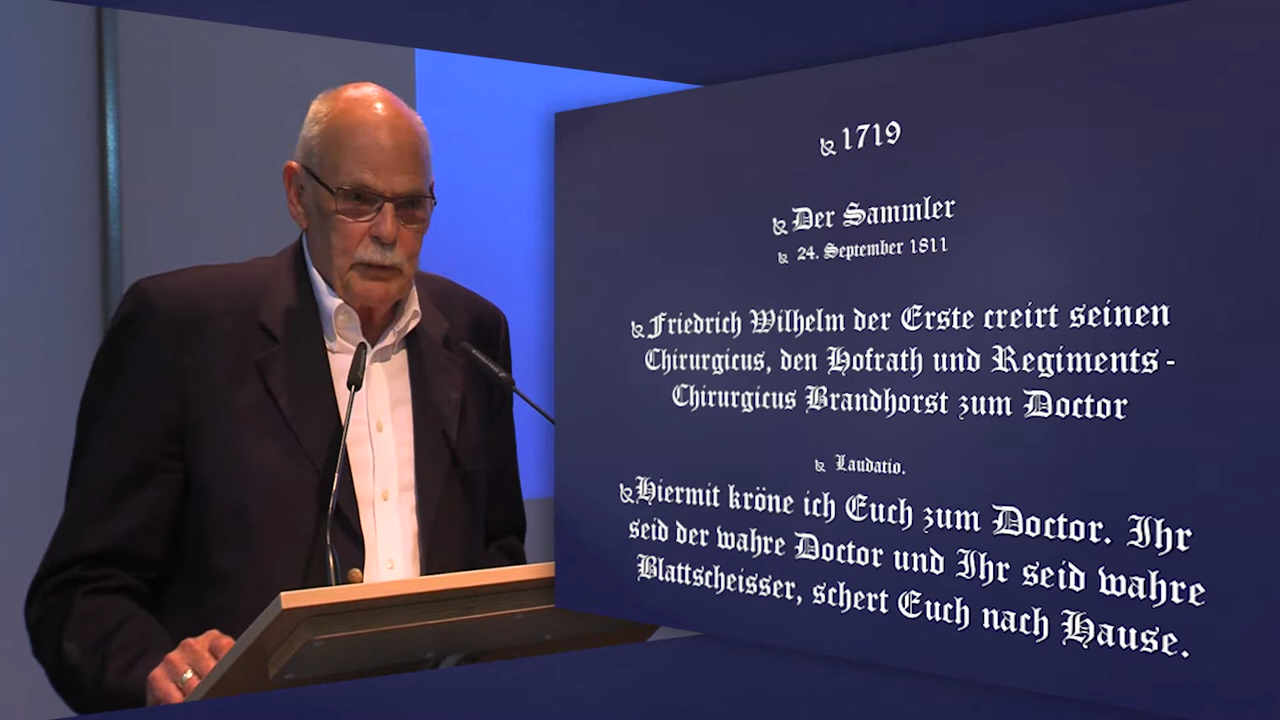 1719
Der Sammler
24. September 1811
Friedrich Wilhelm der Erste creirt seinen
Chirurgicus, den Hofrath und Regiments -
Chirurgicus Brandhorst zum Doctor
Laudatio.
Hiermit kröne ich Euch zum Doctor. Ihr
seid der wahre Doctor und Ihr seid wahre
Blattscheisser, schert Euch nach Hause.